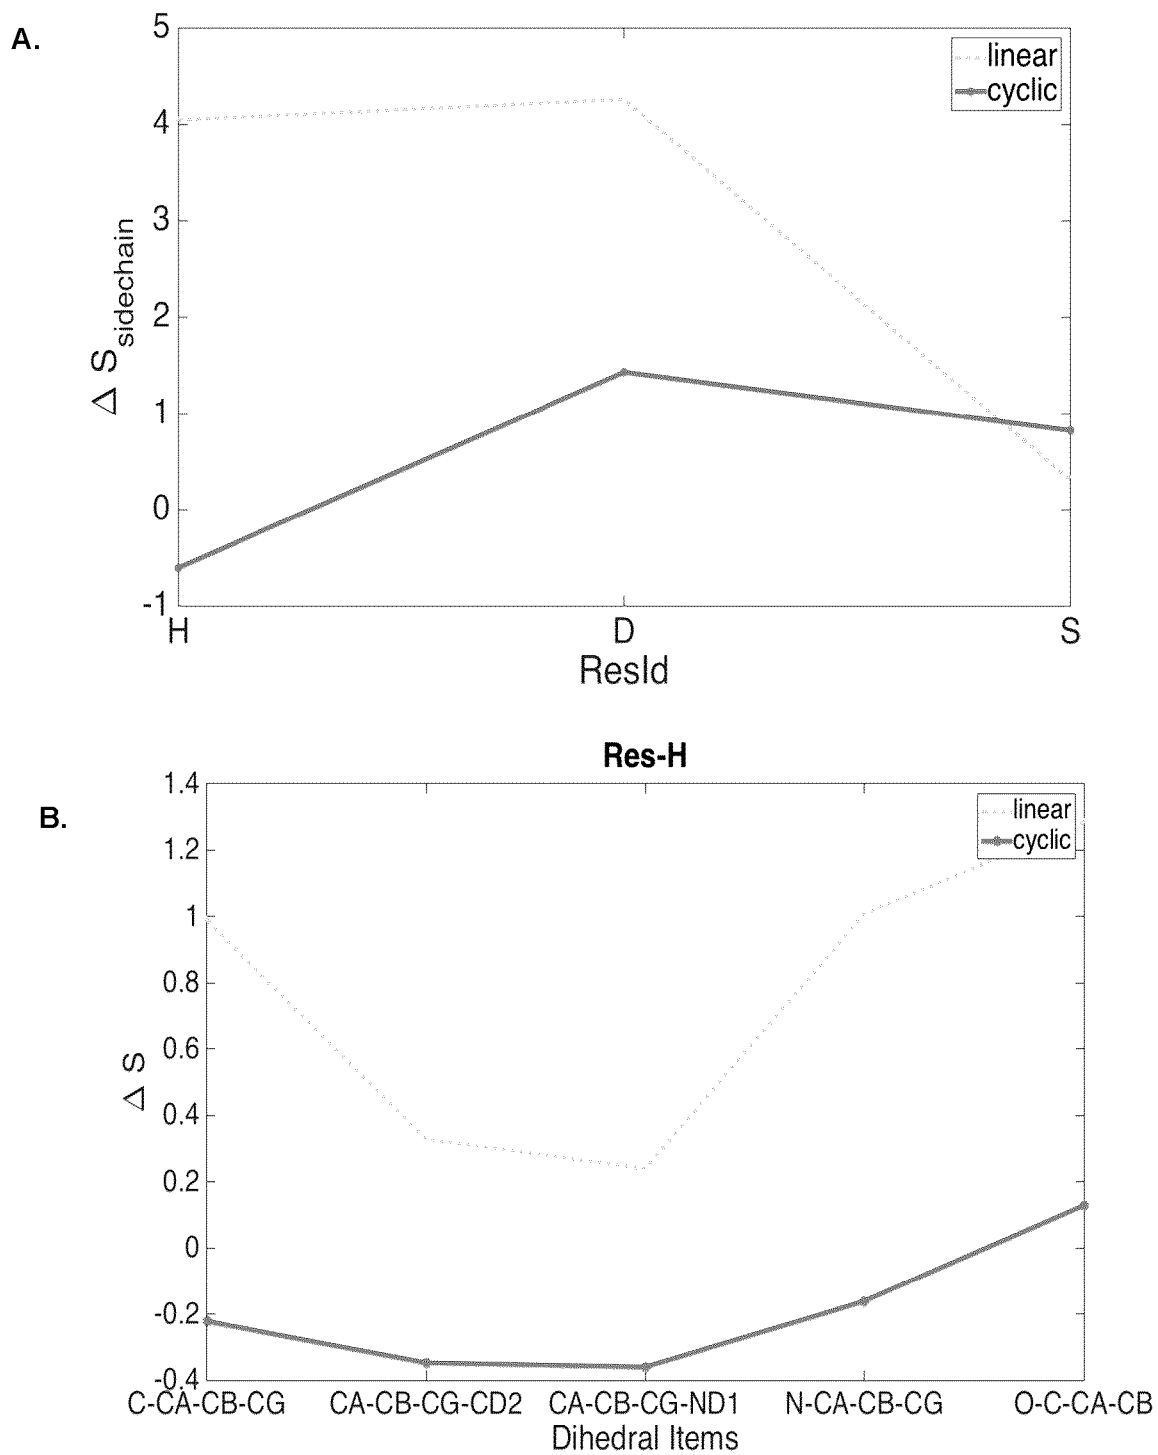 A.
5
4
3
2
1
0
-1
Δ S sidechain
linear
cyclic
H D S
ResId
Res-H
B.
1.4
1.2
1
0.8
0.6
0.4
0.2
0
-0.2
-0.4
Δ S
linear
cyclic
C-CA-CB-CG CA-CB-CG-CD2 CA-CB-CG-ND1 N-CA-CB-CG O-C-CA-CB
Dihedral Items